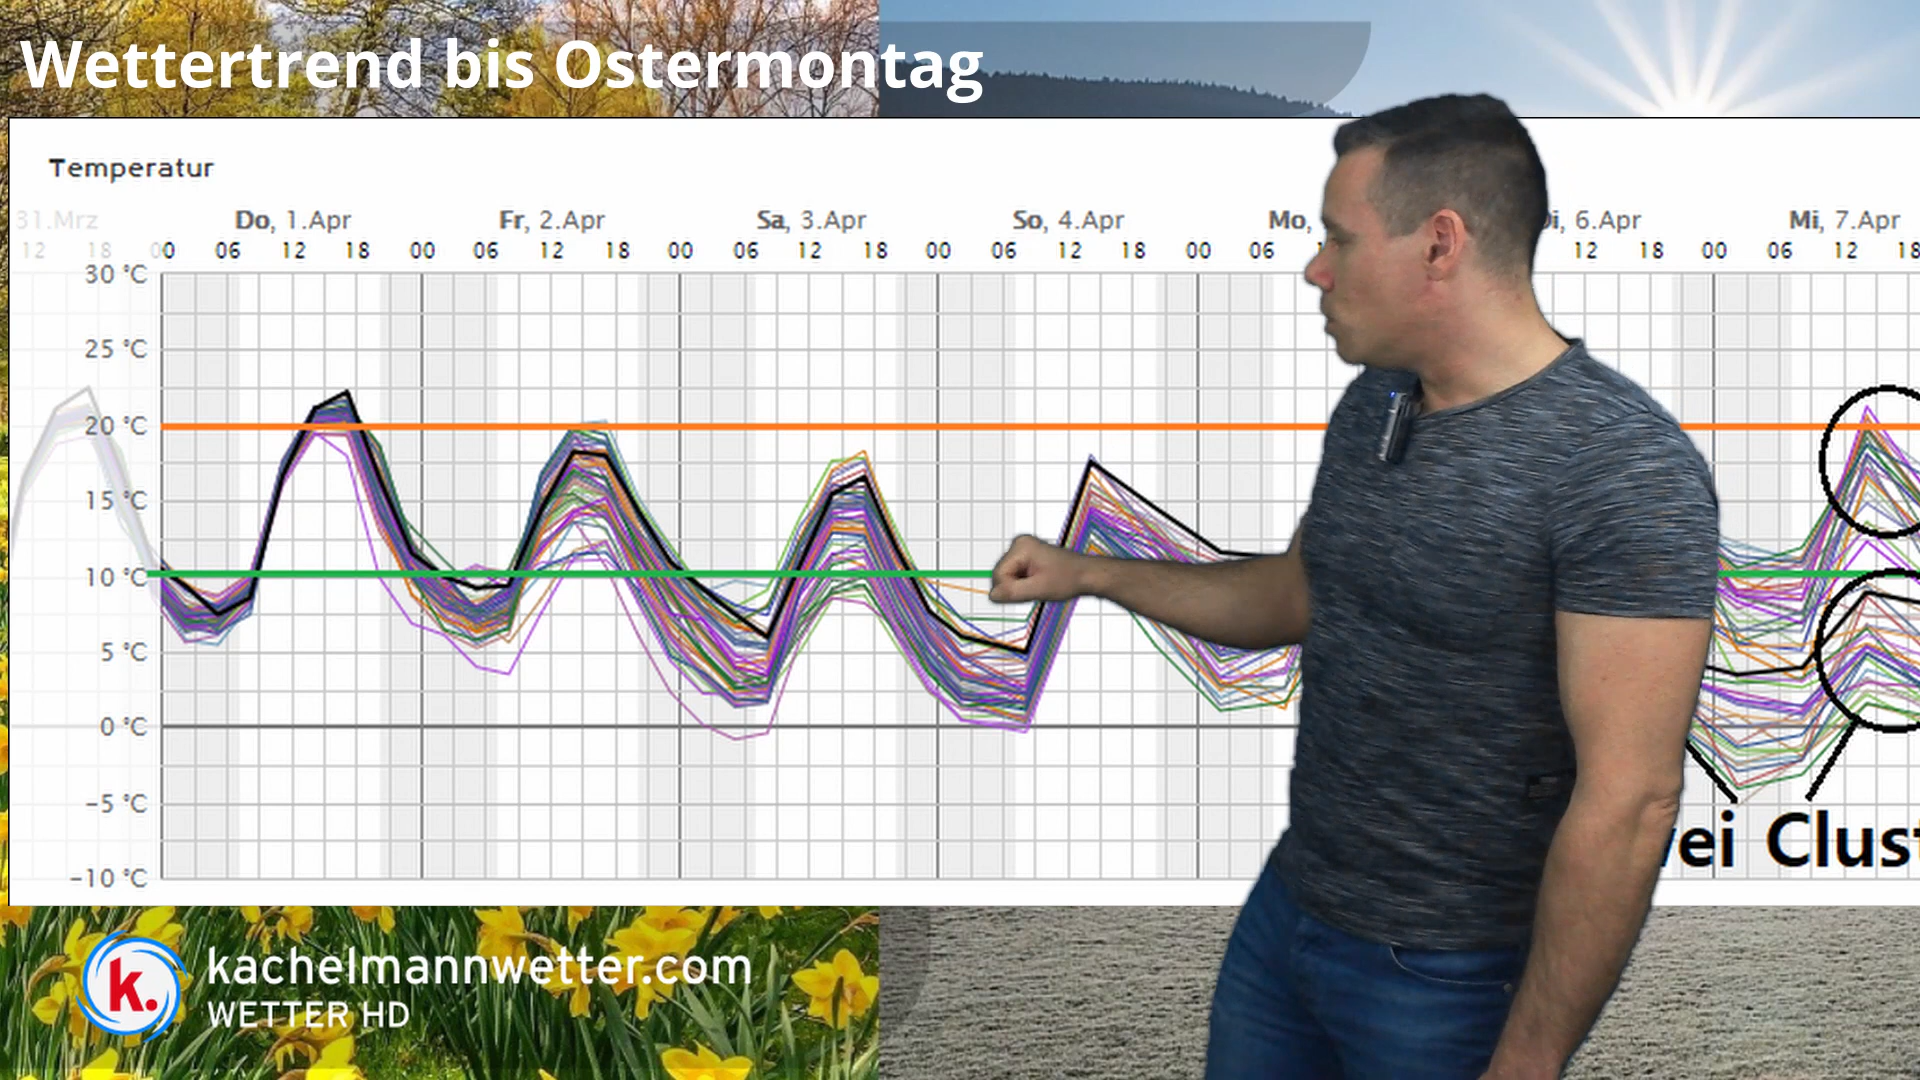 Wettertrend bis Ostermontag
Temperatur
31.Mrz Do, 1.Apr Fr, 2.Apr Sa, 3.Apr So, 4.Apr Mo, Di, 6.Apr Mi, 7.Apr
12 18 00 06 12 18 00 06 12 18 00 06 12 18 00 06 12 18 00 06 12 18 00 06 12 18
30 °C
25 °C
20 °C
15 °C
10 °C
5 °C
0 °C
-5 °C
-10 °C
vei Clust
k. kachelmannwetter.com
WETTER HD